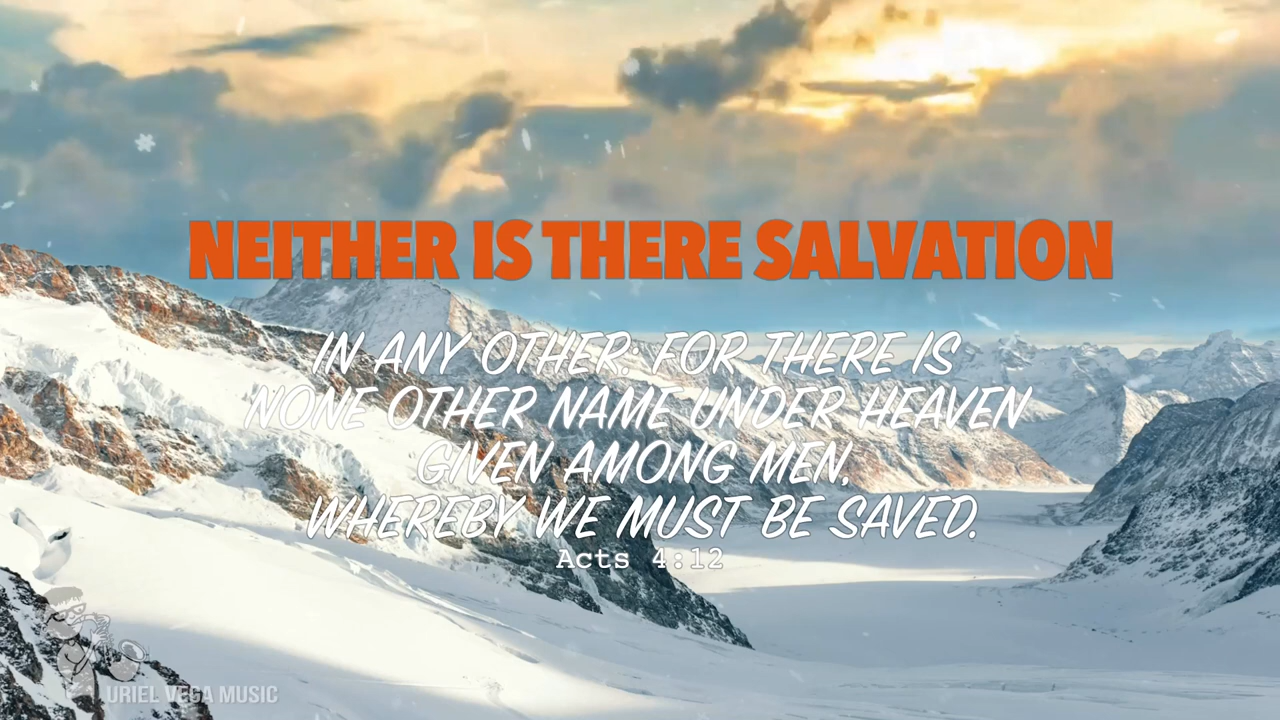 NEITHER IS THERE SALVATION
IN ANY OTHER: FOR THERE IS
NONE OTHER NAME UNDER HEAVEN
GIVEN AMONG MEN,
WHEREBY WE MUST BE SAVED.
Acts 4:12
URIEL VEGA MUSIC